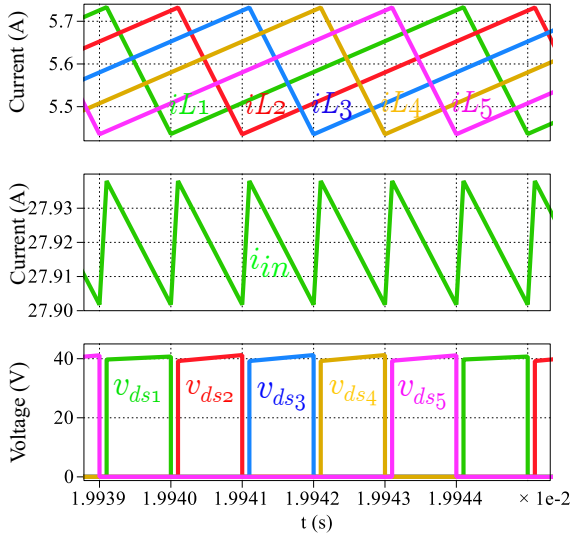 Current (A)
5.7
5.6
5.5
iL1 iL2 iL3 iL4 iL5
Current (A)
27.93
27.92
27.91
27.90
iin
Voltage (V)
40
20
0
vds1 vds2 vds3 vds4 vds5
1.9939 1.9940 1.9941 1.9942 1.9943 1.9944 × 1e-2
t (s)